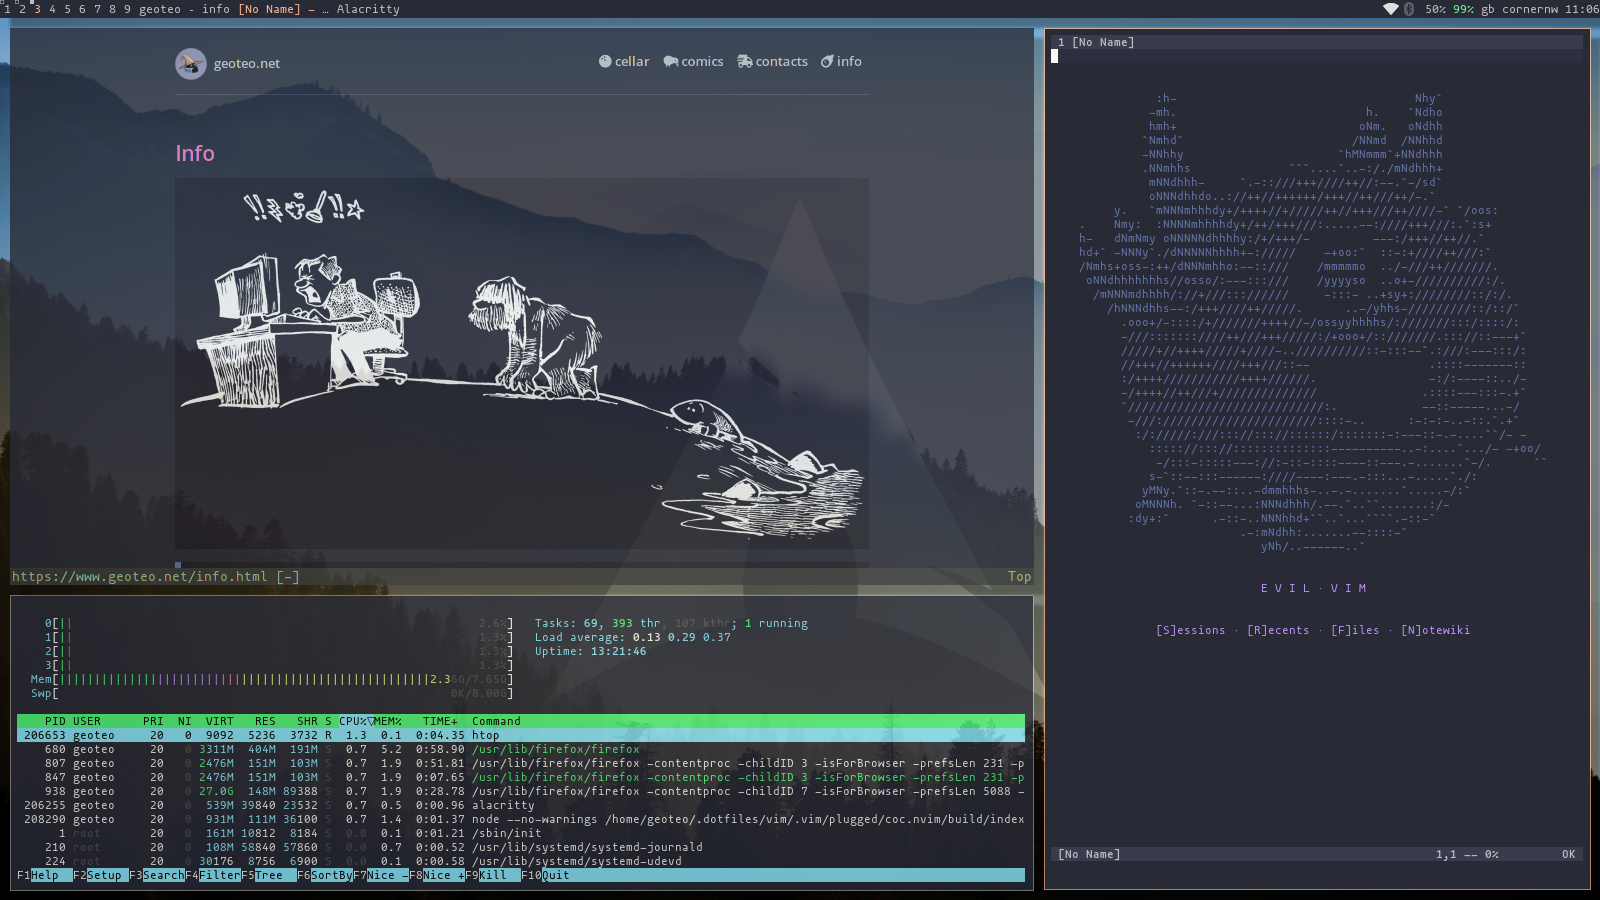 1 2 3 4 5 6 7 8 9 geoteo - info [No Name] — … Alacritty
50% 99% gb cornernw 11:06
geoteo.net
cellar comics contacts info
Info
https://www.geoteo.net/info.html [-] Top
0[|| 2.6%]
1[|| 1.3%]
2[|| 1.3%]
3[|| 1.3%]
Mem[ 2.36G/7.65G]
Swp[ 0K/8.00G]
Tasks: 69, 393 thr, 107 kthr; 1 running
Load average: 0.13 0.29 0.37
Uptime: 13:21:46
PID USER PRI NI VIRT RES SHR S CPU%▽MEM% TIME+ Command
206653 geoteo 20 0 9092 5236 3732 R 1.3 0.1 0:04.35 htop
680 geoteo 20 0 3311M 404M 191M S 0.7 5.2 0:58.90 /usr/lib/firefox/firefox
807 geoteo 20 0 2476M 151M 103M S 0.7 1.9 0:51.81 /usr/lib/firefox/firefox -contentproc -childID 3 -isForBrowser -prefsLen 231 -p
847 geoteo 20 0 2476M 151M 103M S 0.7 1.9 0:07.65 /usr/lib/firefox/firefox -contentproc -childID 3 -isForBrowser -prefsLen 231 -p
938 geoteo 20 0 27.0G 148M 89388 S 0.7 1.9 0:28.78 /usr/lib/firefox/firefox -contentproc -childID 7 -isForBrowser -prefsLen 5088 -
206255 geoteo 20 0 539M 39840 23532 S 0.7 0.5 0:00.96 alacritty
208290 geoteo 20 0 931M 111M 36100 S 0.7 1.4 0:01.37 node --no-warnings /home/geoteo/.dotfiles/vim/.vim/plugged/coc.nvim/build/index
1 root 20 0 161M 10812 8184 S 0.0 0.1 0:01.21 /sbin/init
210 root 20 0 108M 58840 57860 S 0.0 0.7 0:00.52 /usr/lib/systemd/systemd-journald
224 root 20 0 30176 8756 6900 S 0.0 0.1 0:00.58 /usr/lib/systemd/systemd-udevd
F1Help F2Setup F3SearchF4FilterF5Tree F6SortByF7Nice -F8Nice +F9Kill F10Quit
1 [No Name]
E V I L · V I M
[S]essions · [R]ecents · [F]iles · [N]otewiki
[No Name] 1,1 -- 0% OK